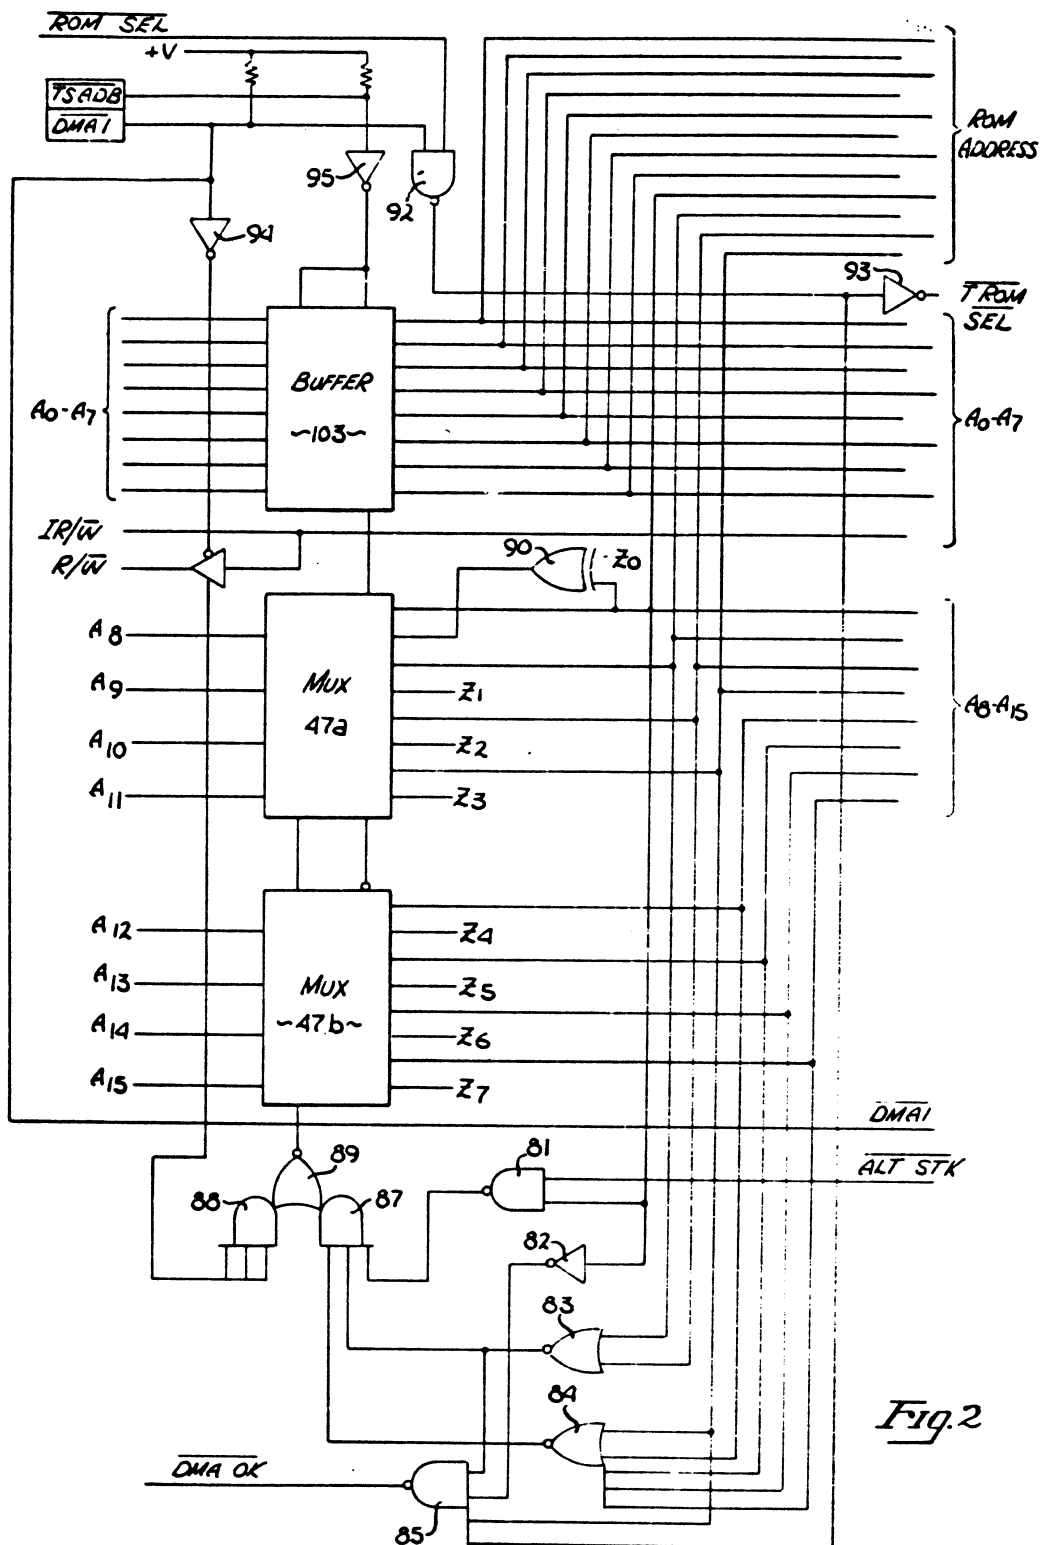 ROM SEL
+V
TSADB
DMA1
95
92
94
ROM
ADDRESS
93
T ROM
SEL
BUFFER
~103~
A0-A7
A0-A7
IR/W
R/W
90
Z0
A8
A9
A10
A11
MUX
47a
Z1
Z2
Z3
A8-A15
A12
A13
A14
A15
MUX
~47b~
Z4
Z5
Z6
Z7
DMA1
ALT STK
89
81
88
87
82
83
84
DMA OK
85
Fig. 2